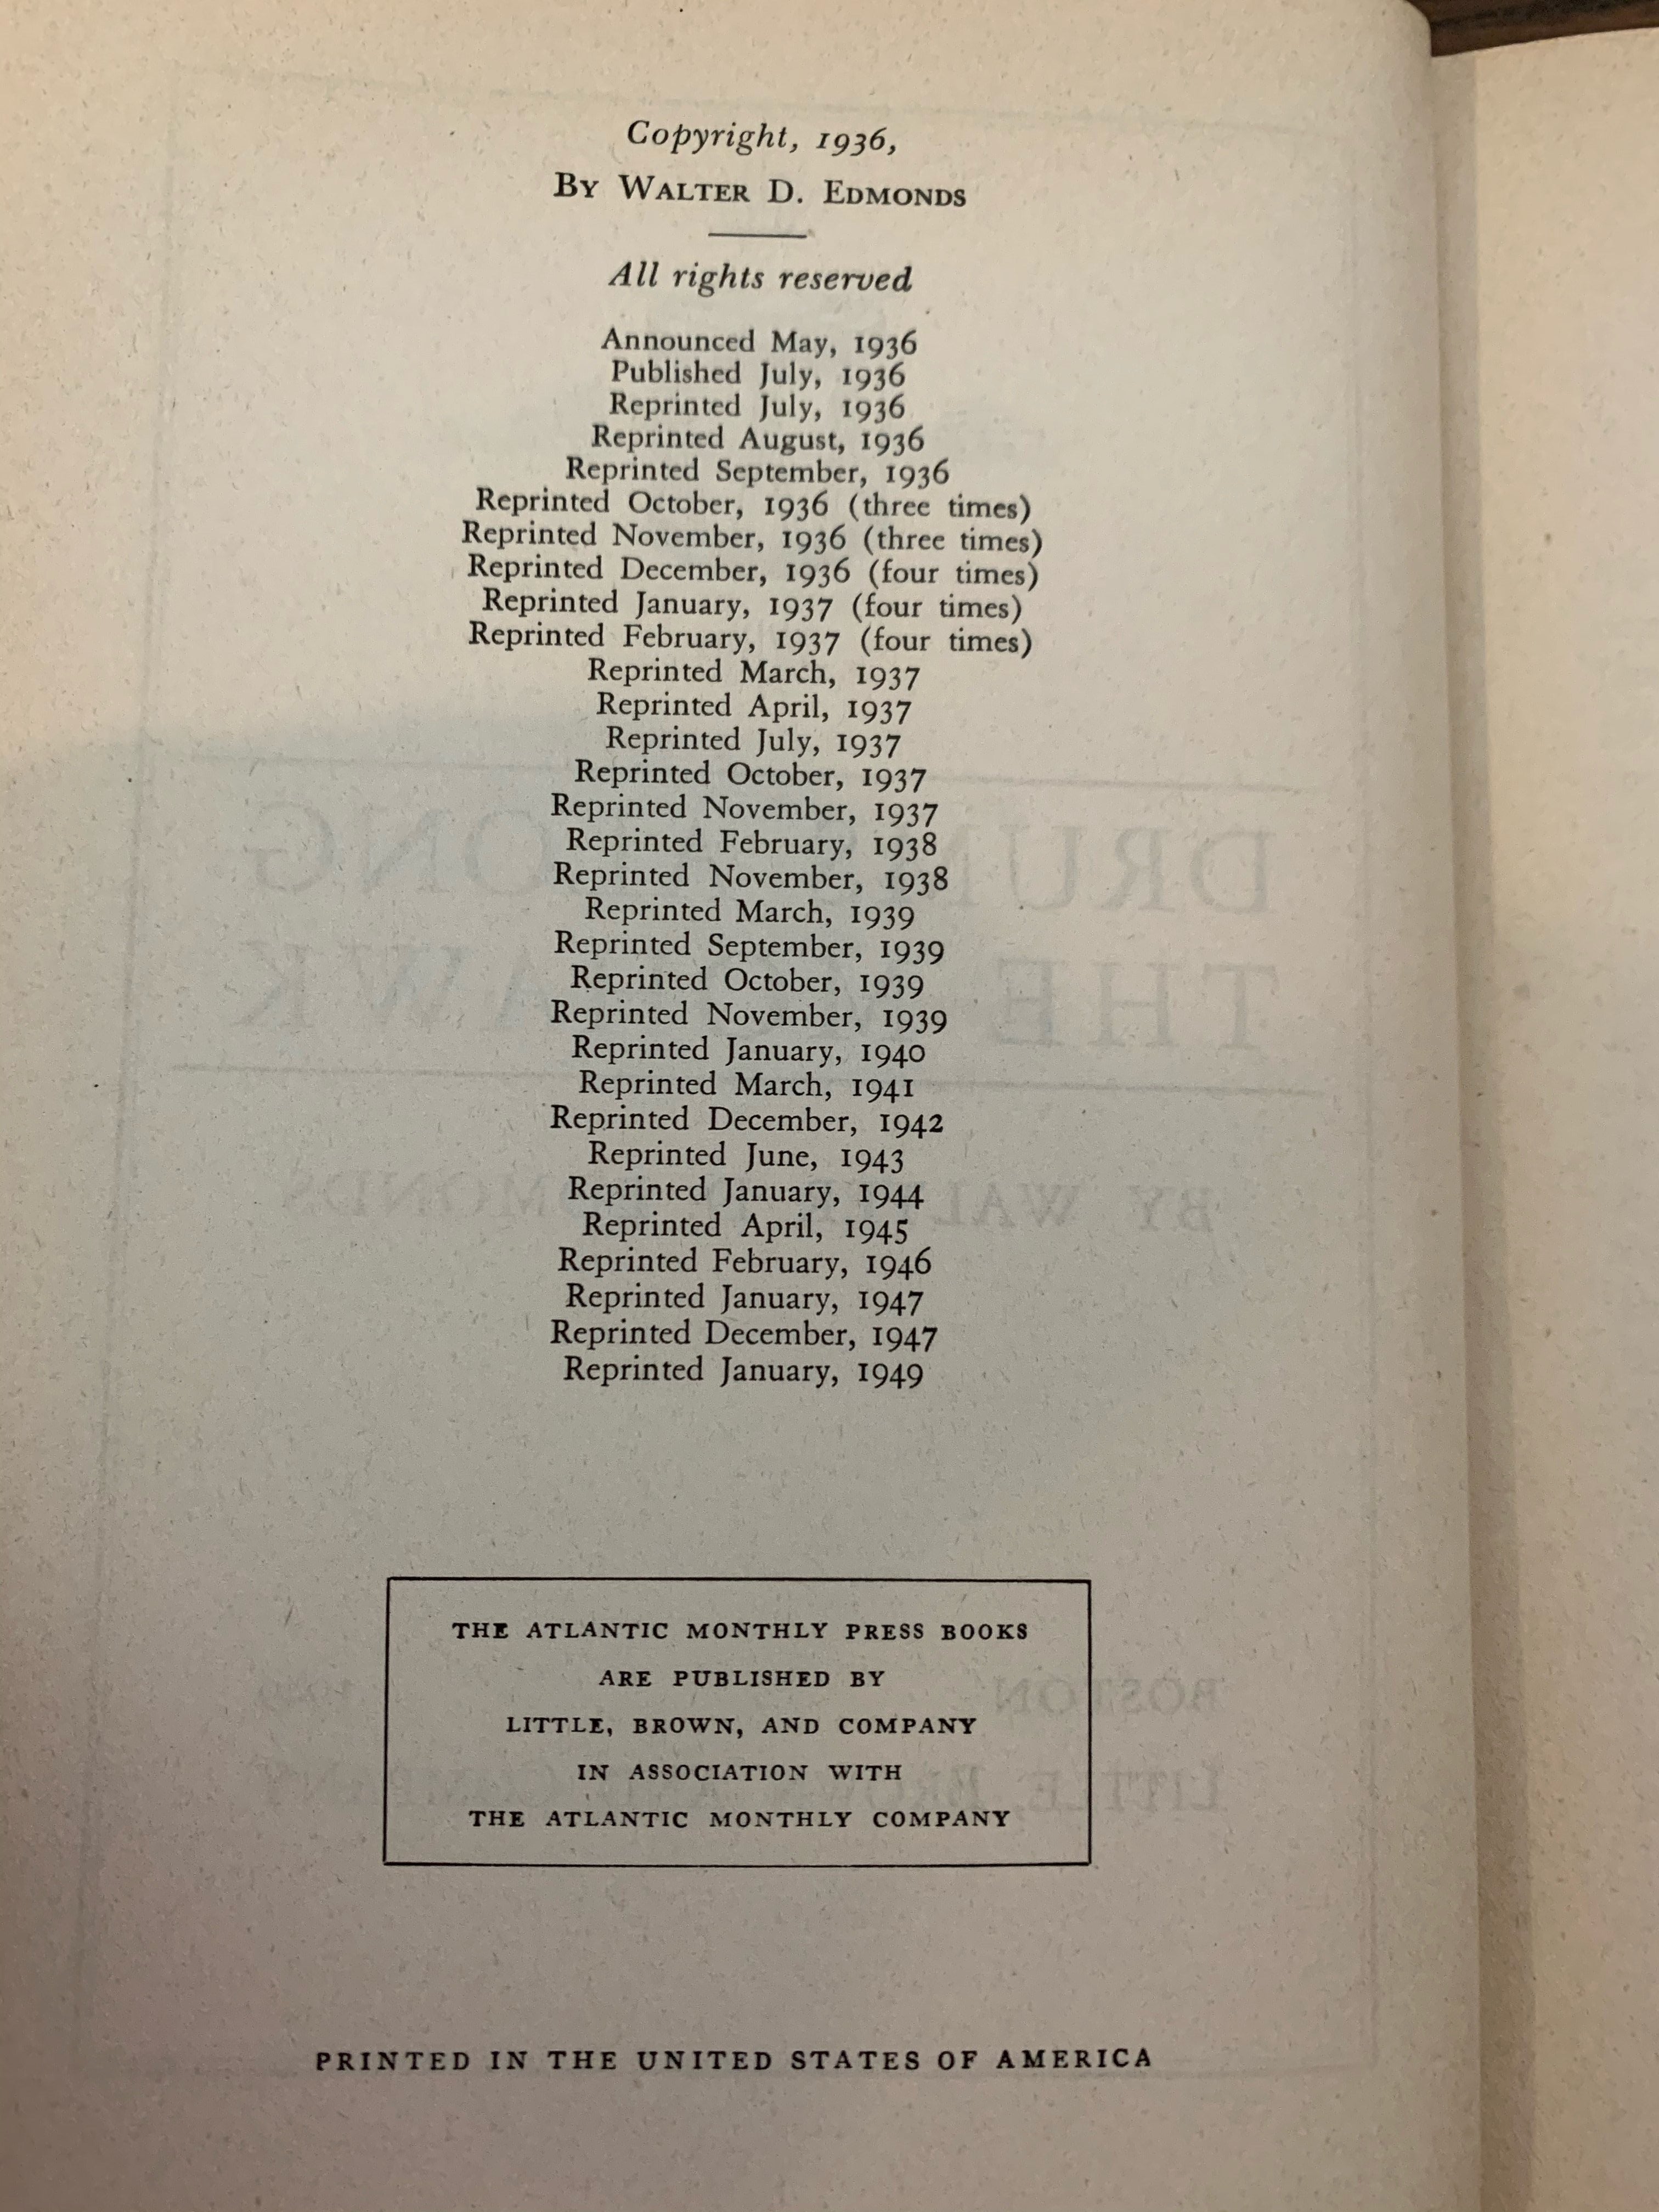 Copyright, 1936,
By Walter D. Edmonds
All rights reserved
Announced May, 1936
Published July, 1936
Reprinted July, 1936
Reprinted August, 1936
Reprinted September, 1936
Reprinted October, 1936 (three times)
Reprinted November, 1936 (three times)
Reprinted December, 1936 (four times)
Reprinted January, 1937 (four times)
Reprinted February, 1937 (four times)
Reprinted March, 1937
Reprinted April, 1937
Reprinted July, 1937
Reprinted October, 1937
Reprinted November, 1937
Reprinted February, 1938
Reprinted November, 1938
Reprinted March, 1939
Reprinted September, 1939
Reprinted October, 1939
Reprinted November, 1939
Reprinted January, 1940
Reprinted March, 1941
Reprinted December, 1942
Reprinted June, 1943
Reprinted January, 1944
Reprinted April, 1945
Reprinted February, 1946
Reprinted January, 1947
Reprinted December, 1947
Reprinted January, 1949
THE ATLANTIC MONTHLY PRESS BOOKS
ARE PUBLISHED BY
LITTLE, BROWN, AND COMPANY
IN ASSOCIATION WITH
THE ATLANTIC MONTHLY COMPANY
PRINTED IN THE UNITED STATES OF AMERICA